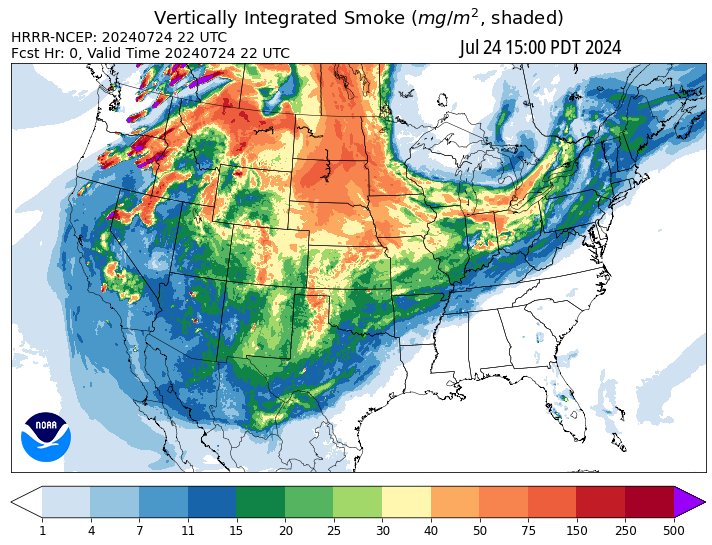 Vertically Integrated Smoke (mg/m², shaded)
HRRR-NCEP: 20240724 22 UTC
Fcst Hr: 0, Valid Time 20240724 22 UTC
Jul 24 15:00 PDT 2024
NOAA
1 4 7 11 15 20 25 30 40 50 75 150 250 500